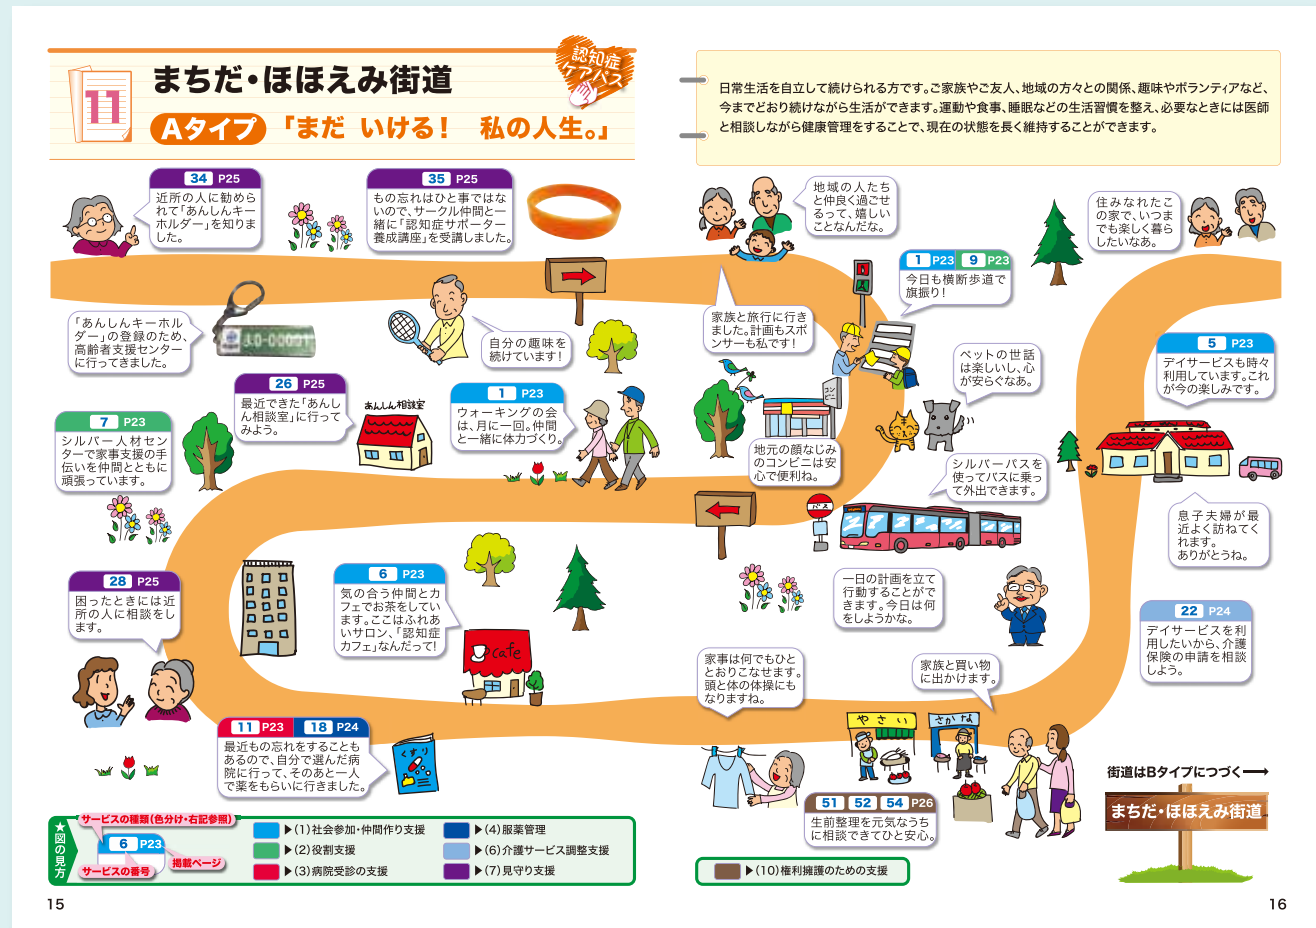 認知症
ケアパス
11
まちだ・ほほえみ街道
Aタイプ 「まだ いける！ 私の人生。」
日常生活を自立して続けられる方です。ご家族やご友人、地域の方々との関係、趣味やボランティアなど、
今までどおり続けながら生活ができます。運動や食事、睡眠などの生活習慣を整え、必要なときには医師
と相談しながら健康管理をすることで、現在の状態を長く維持することができます。
34 P25
近所の人に勧めら
れて「あんしんキー
ホルダー」を知りま
した。
35 P25
もの忘れはひと事ではな
いので、サークル仲間と一
緒に「認知症サポーター
養成講座」を受講しました。
地域の人たち
と仲良く過ごせ
るって、嬉しい
ことなんだな。
住みなれたこ
の家で、いつま
でも楽しく暮ら
したいなあ。
1 P23 9 P23
今日も横断歩道で
旗振り！
「あんしんキーホル
ダー」の登録のため、
高齢者支援センター
に行ってきました。
自分の趣味を
続けています！
家族と旅行に行き
ました。計画もスポ
ンサーも私です！
ペットの世話
は楽しいし、心
が安らぐなあ。
5 P23
デイサービスも時々
利用しています。これ
が今の楽しみです。
26 P25
最近できた「あんし
ん相談室」に行って
みよう。
あんしん相談室
1 P23
ウォーキングの会
は、月に一回。仲間
と一緒に体力づくり。
コンビニ
地元の顔なじみ
のコンビニは安
心で便利ね。
7 P23
シルバー人材セン
ターで家事支援の手
伝いを仲間とともに
頑張っています。
シルバーパスを
使ってバスに乗っ
て外出できます。
バス
息子夫婦が最
近よく訪ねてく
れます。
ありがとうね。
28 P25
困ったときには近
所の人に相談をし
ます。
6 P23
気の合う仲間とカ
フェでお茶をしてい
ます。ここはふれあ
いサロン、「認知症
カフェ」なんだって！
cafe
一日の計画を立て
行動することがで
きます。今日は何
をしようかな。
22 P24
デイサービスを利
用したいから、介護
保険の申請を相談
しよう。
家事は何でもひと
とおりこなせます。
頭と体の体操にも
なりますね。
家族と買い物
に出かけます。
やさい
さかな
11 P23 18 P24
最近もの忘れをすることも
あるので、自分で選んだ病
院に行って、そのあと一人
で薬をもらいに行きました。
くすり
51 52 54 P26
生前整理を元気なうち
に相談できてひと安心。
街道はBタイプにつづく
まちだ・ほほえみ街道
★図の見方
サービスの種類（色分け・右記参照）
6 P23
掲載ページ
サービスの番号
▶（1）社会参加・仲間作り支援
▶（2）役割支援
▶（3）病院受診の支援
▶（4）服薬管理
▶（6）介護サービス調整支援
▶（7）見守り支援
▶（10）権利擁護のための支援
15
16